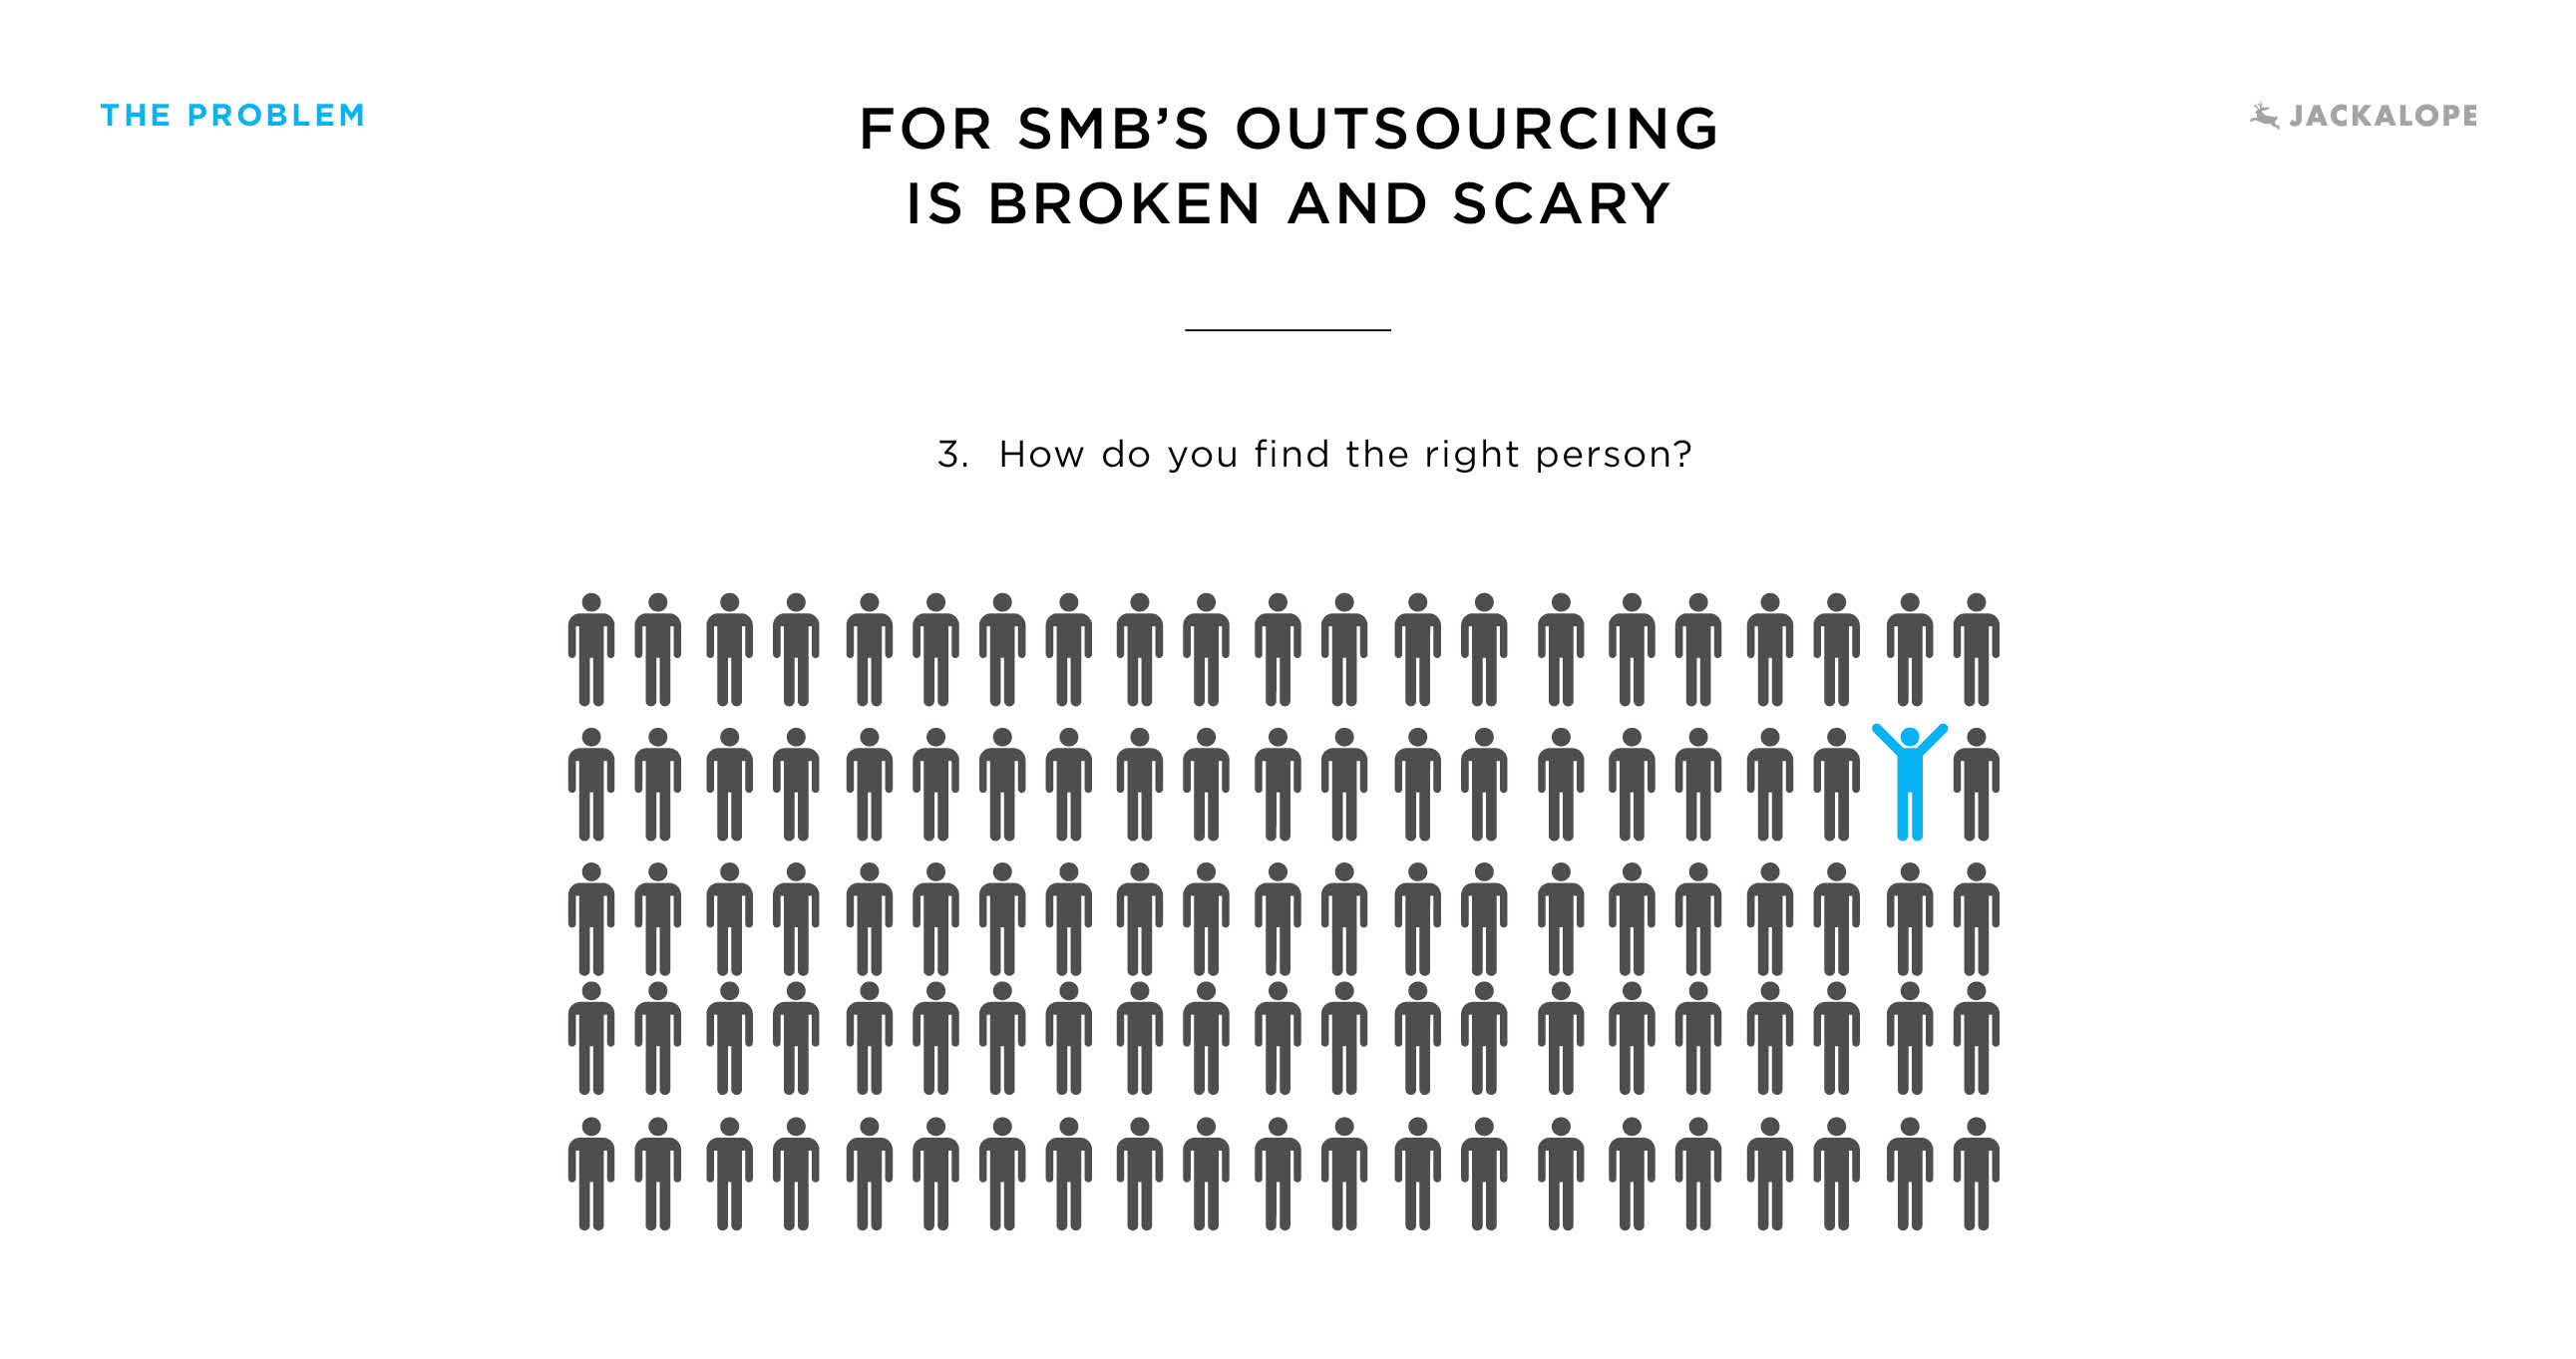 THE PROBLEM
FOR SMB’S OUTSOURCING
IS BROKEN AND SCARY
JACKALOPE
3. How do you find the right person?